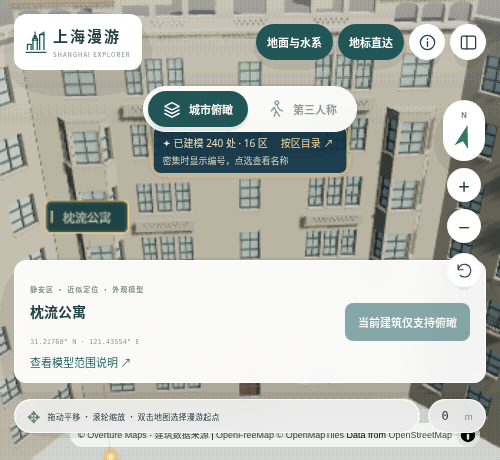 上海漫游
SHANGHAI EXPLORER
地面与水系
地标直达
城市俯瞰
第三人称
✦ 已建模 240 处 · 16 区 按区目录 ↗
密集时显示编号，点选查看名称
N
枕流公寓
+
−
静安区 · 近似定位 · 外观模型
枕流公寓
31.21760° N · 121.43554° E
查看模型范围说明 ↗
当前建筑仅支持俯瞰
拖动平移 · 滚轮缩放 · 双击地图选择漫游起点
0 m
© Overture Maps · 建筑数据来源 | OpenFreeMap © OpenMapTiles Data from OpenStreetMap